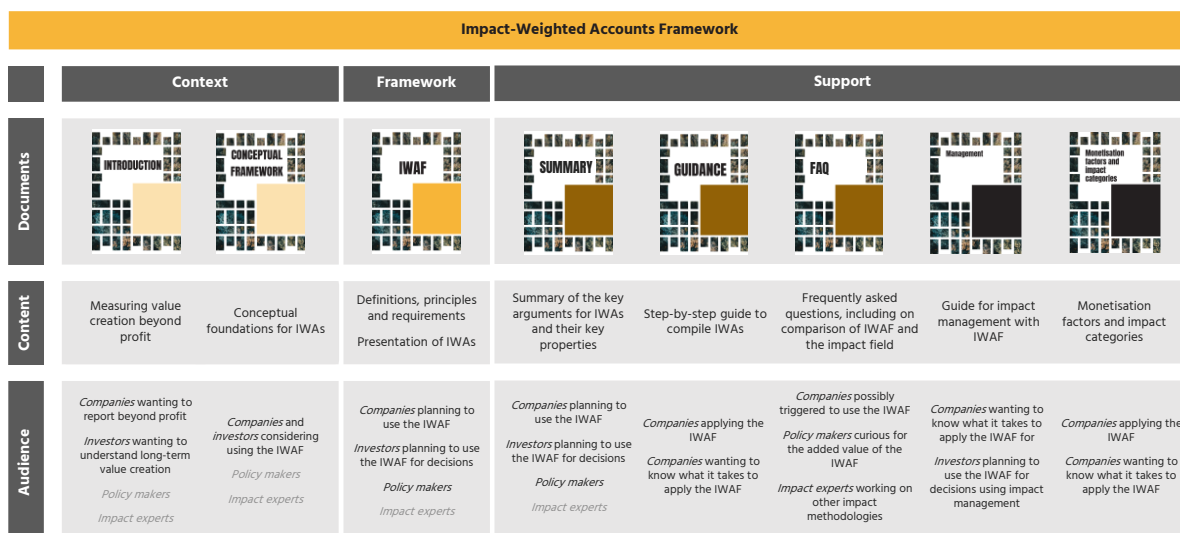 Impact-Weighted Accounts Framework
Context
Framework
Support
Documents
INTRODUCTION
CONCEPTUAL
FRAMEWORK
IWAF
SUMMARY
GUIDANCE
FAQ
Management
Monetisation
factors and
impact
categories
Content
Measuring value
creation beyond
profit
Conceptual
foundations for IWAs
Definitions, principles
and requirements
Presentation of IWAs
Summary of the key
arguments for IWAs
and their key
properties
Step-by-step guide to
compile IWAs
Frequently asked
questions, including on
comparison of IWAF and
the impact field
Guide for impact
management with
IWAF
Monetisation
factors and impact
categories
Audience
Companies wanting to
report beyond profit
Investors wanting to
understand long-term
value creation
Policy makers
Impact experts
Companies and
investors considering
using the IWAF
Policy makers
Impact experts
Companies planning to
use the IWAF
Investors planning to use
the IWAF for decisions
Policy makers
Impact experts
Companies planning to
use the IWAF
Investors planning to use
the IWAF for decisions
Policy makers
Impact experts
Companies applying the
IWAF
Companies wanting to
know what it takes to
apply the IWAF
Companies possibly
triggered to use the IWAF
Policy makers curious for
the added value of the
IWAF
Impact experts working on
other impact
methodologies
Companies wanting to
know what it takes to
apply the IWAF for
Investors planning to
use the IWAF for
decisions using impact
management
Companies applying the
IWAF
Companies wanting to
know what it takes to
apply the IWAF